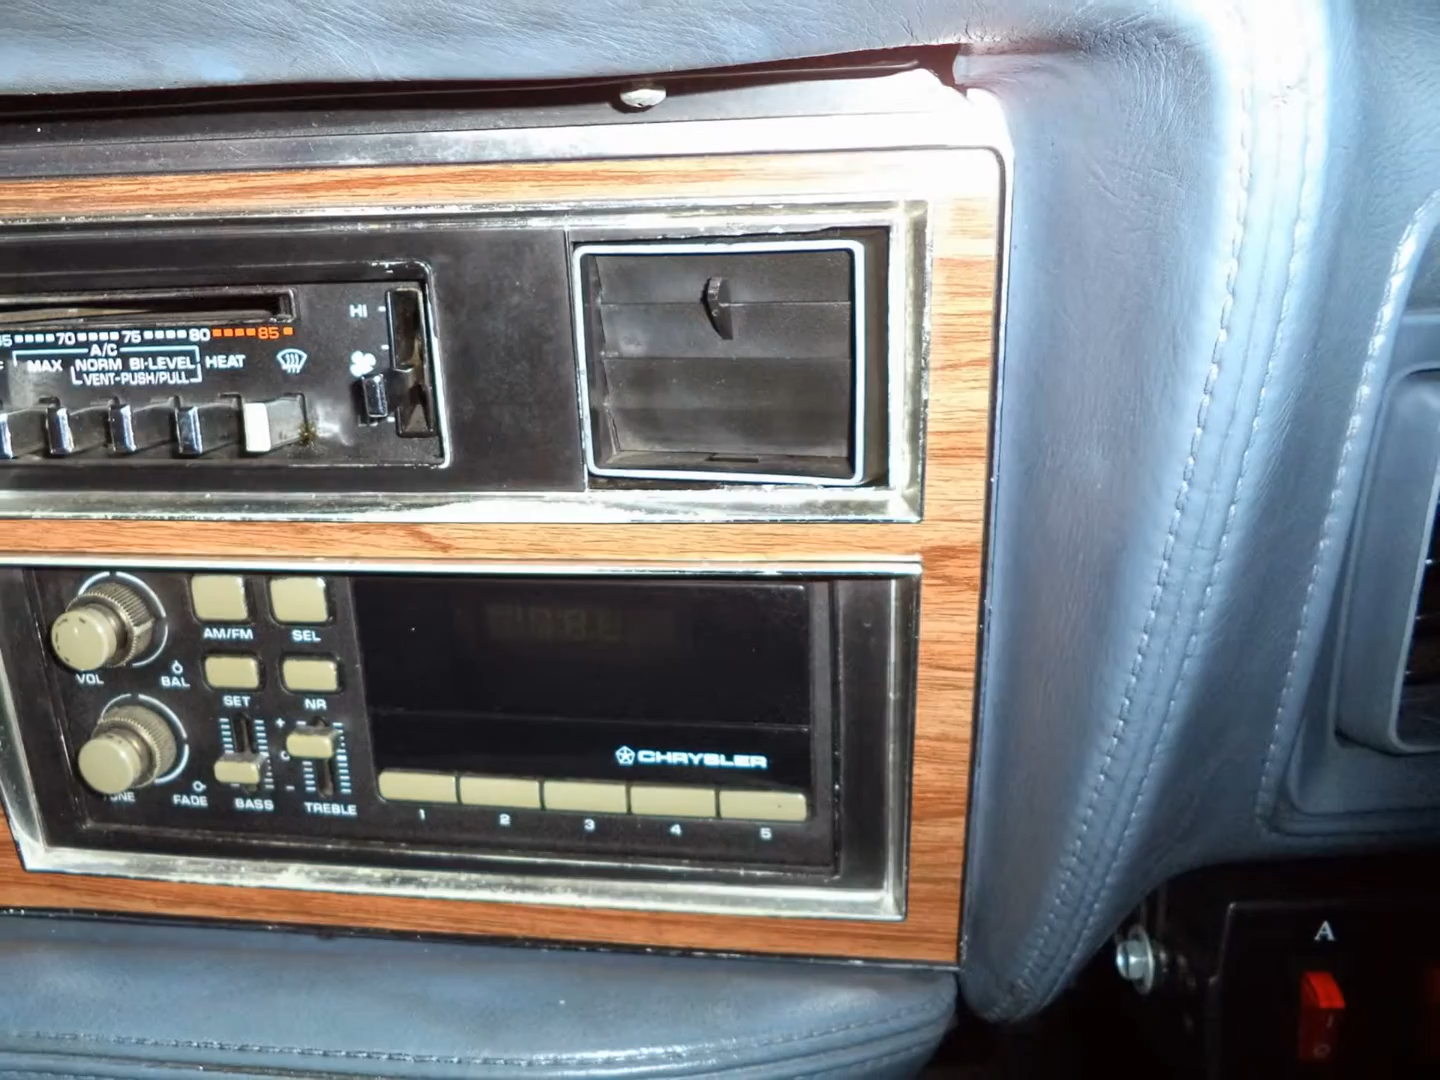 HI
70 75 80 85
A/C
MAX NORM BI-LEVEL HEAT
VENT-PUSH/PULL
AM/FM SEL
VOL BAL
SET NR
+
CHRYSLER
-
FADE BASS TREBLE
1 2 3 4 5
A